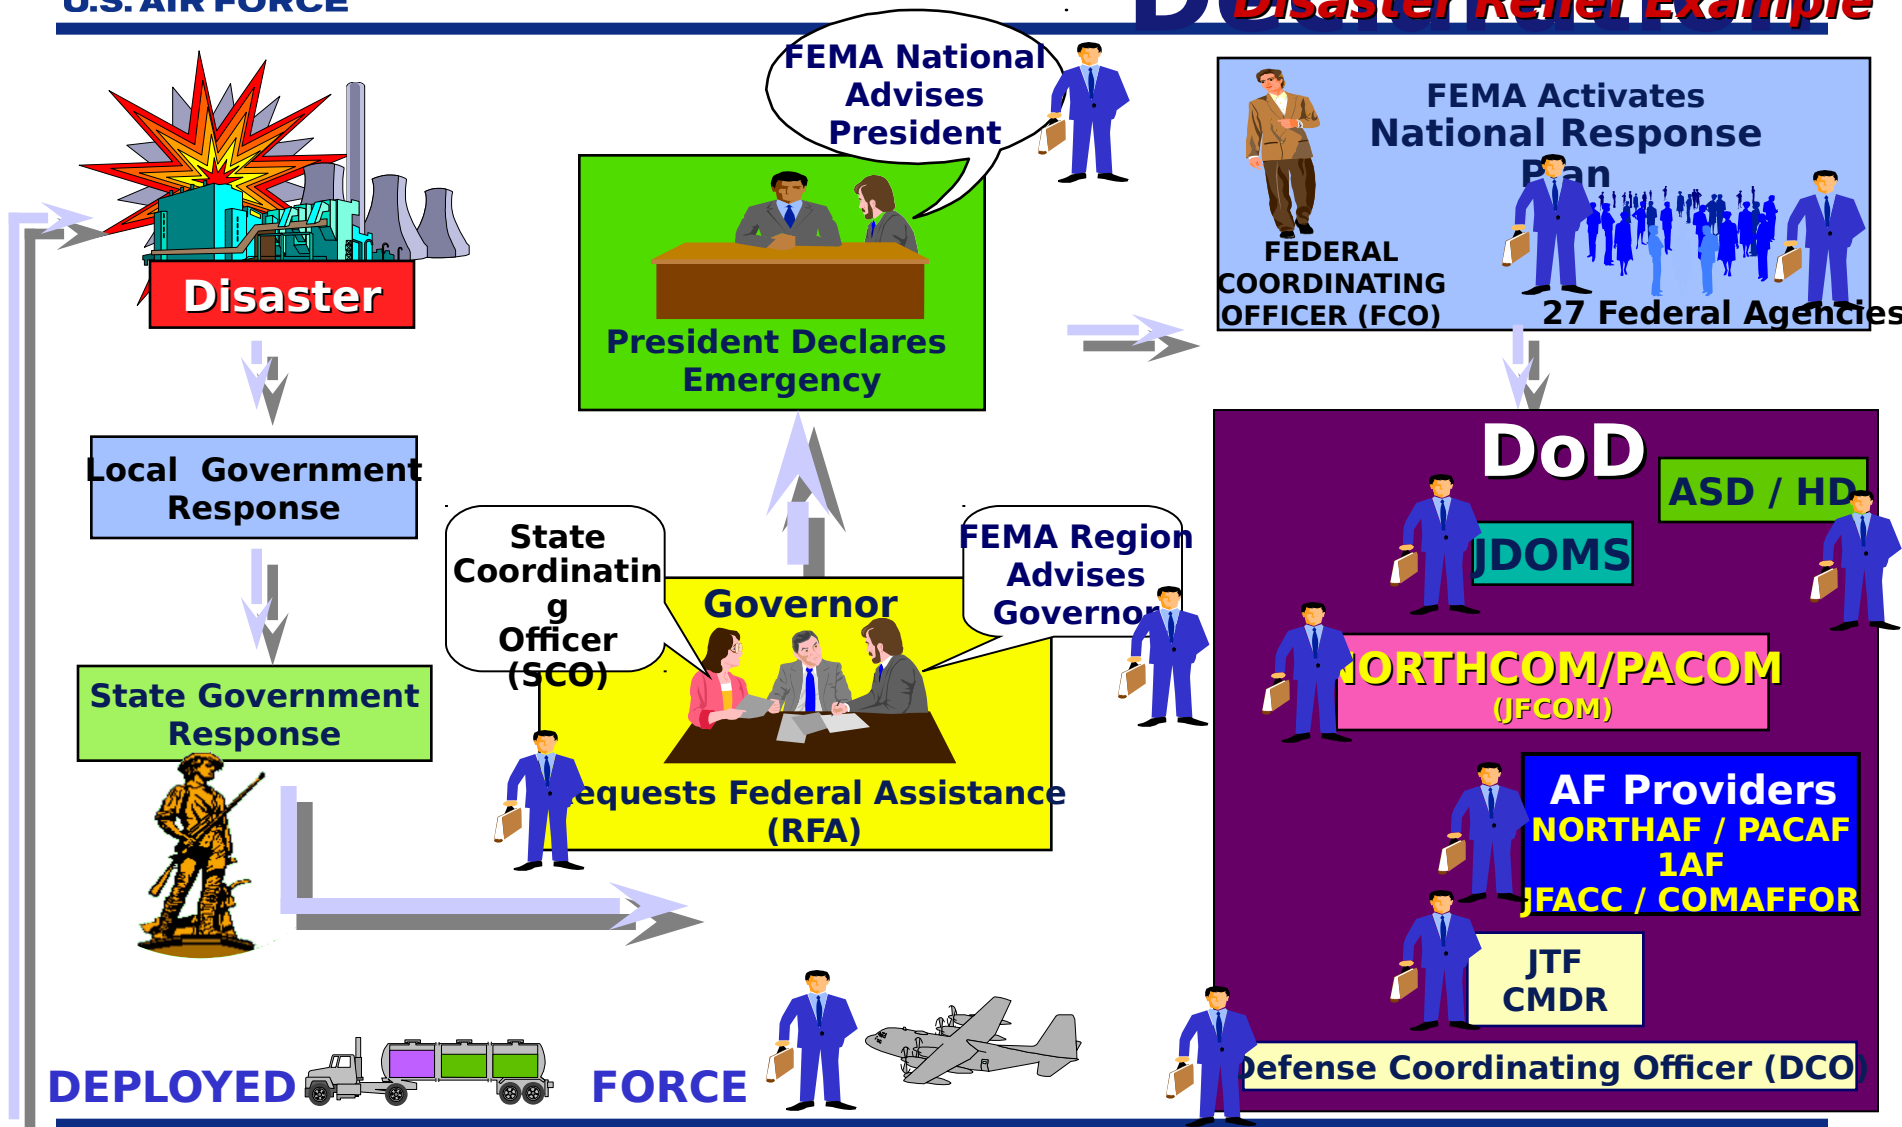 U.S. AIR FORCE
Disaster Relief Example
FEMA National
Advises
President
FEMA Activates
National Response
Plan
FEDERAL
COORDINATING
OFFICER (FCO)
27 Federal Agencies
Disaster
President Declares
Emergency
Local Government
Response
State
Coordinatin
g
Officer
(SCO)
FEMA Region
Advises
Governor
Governor
equests Federal Assistance
(RFA)
State Government
Response
DoD
ASD / HD
JDOMS
NORTHCOM/PACOM
(JFCOM)
AF Providers
NORTHAF / PACAF
1AF
JFACC / COMAFFOR
JTF
CMDR
Defense Coordinating Officer (DCO)
DEPLOYED
FORCE